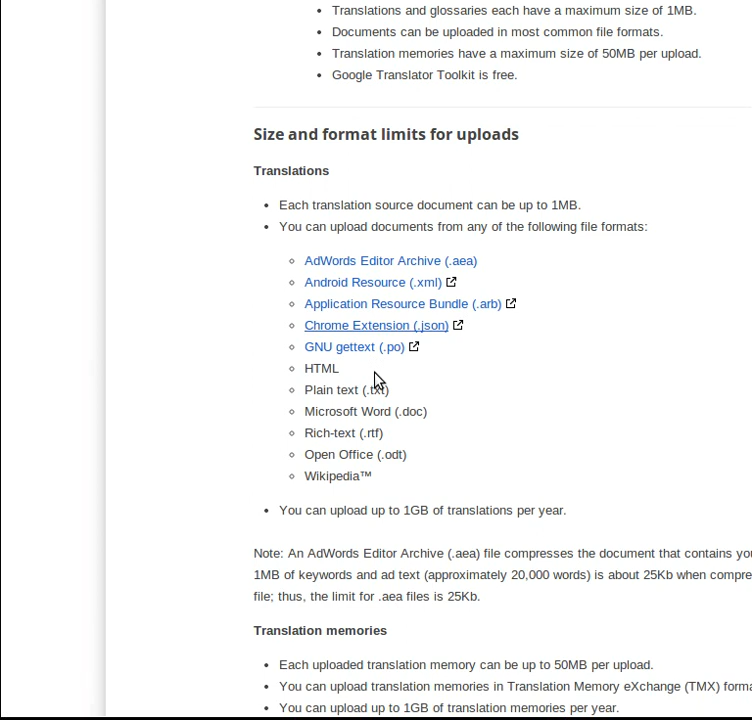 Translations and glossaries each have a maximum size of 1MB.
Documents can be uploaded in most common file formats.
Translation memories have a maximum size of 50MB per upload.
Google Translator Toolkit is free.
Size and format limits for uploads
Translations
Each translation source document can be up to 1MB.
You can upload documents from any of the following file formats:
AdWords Editor Archive (.aea)
Android Resource (.xml)
Application Resource Bundle (.arb)
Chrome Extension (.json)
GNU gettext (.po)
HTML
Plain text (.txt)
Microsoft Word (.doc)
Rich-text (.rtf)
Open Office (.odt)
Wikipedia™
You can upload up to 1GB of translations per year.
Note: An AdWords Editor Archive (.aea) file compresses the document that contains
1MB of keywords and ad text (approximately 20,000 words) is about 25Kb when
file; thus, the limit for .aea files is 25Kb.
Translation memories
Each uploaded translation memory can be up to 50MB per upload.
You can upload translation memories in Translation Memory eXchange (TMX)
You can upload up to 1GB of translation memories per year.